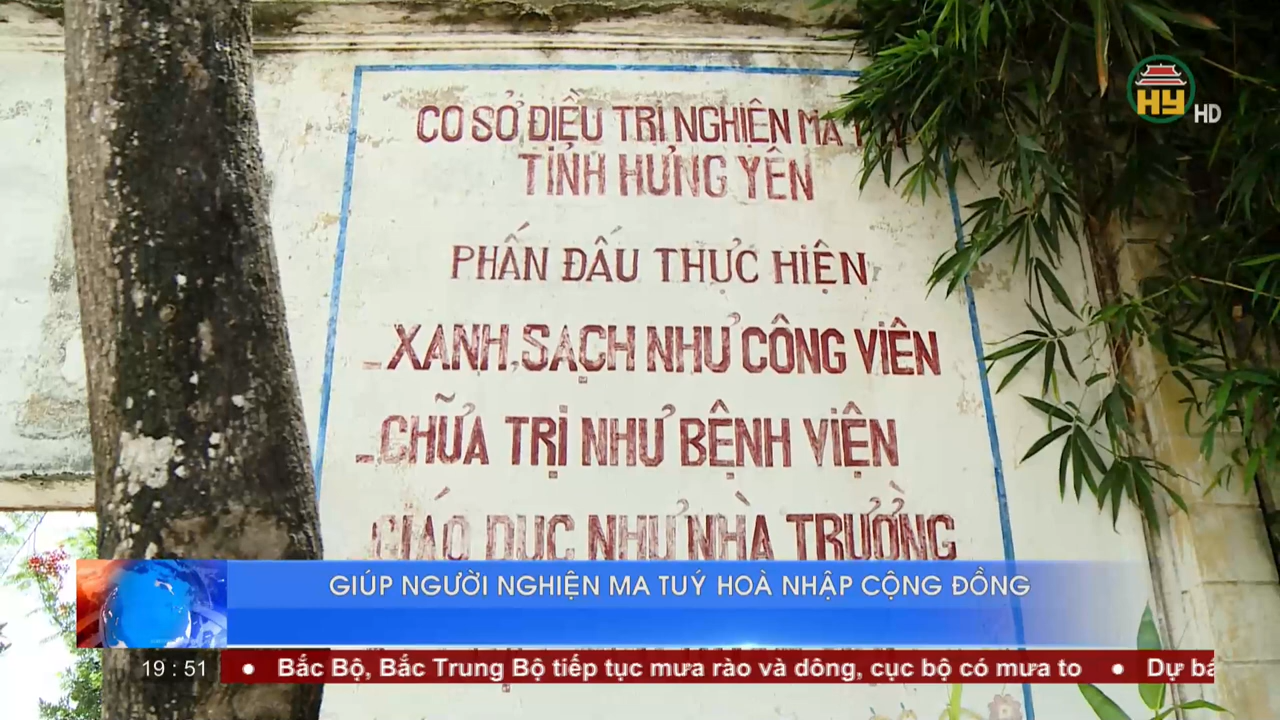 HY HD
CƠ SỞ ĐIỀU TRỊ NGHIỆN MA
TỈNH HƯNG YÊN
PHẤN ĐẤU THỰC HIỆN
_XANH, SẠCH NHƯ CÔNG VIÊN
_CHỮA TRỊ NHƯ BỆNH VIỆN
_GIÁO DỤC NHƯ NHÀ TRƯỜNG
GIÚP NGƯỜI NGHIỆN MA TUÝ HOÀ NHẬP CỘNG ĐỒNG
19 : 51 • Bắc Bộ, Bắc Trung Bộ tiếp tục mưa rào và dông, cục bộ có mưa to • Dự bá